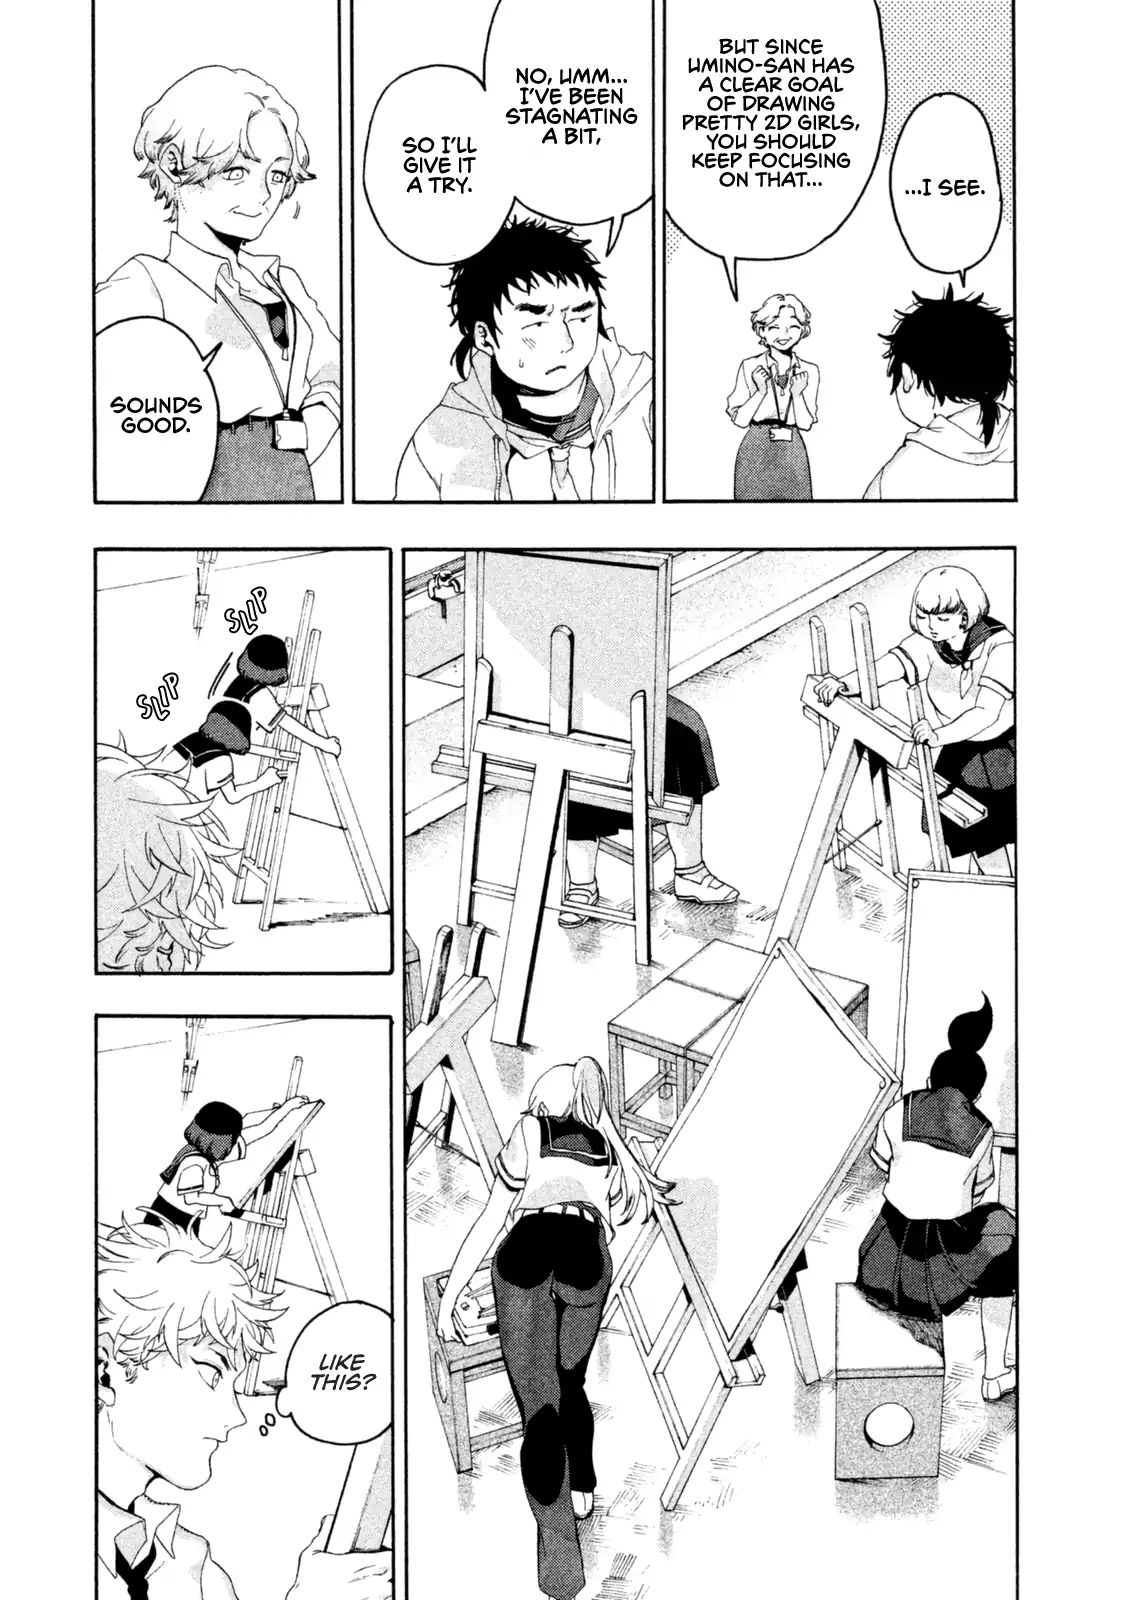 ...I SEE.
BUT SINCE
UMINO-SAN HAS
A CLEAR GOAL
OF DRAWING
PRETTY 2D GIRLS,
YOU SHOULD
KEEP FOCUSING
ON THAT...
NO, UMM...
I'VE BEEN
STAGNATING
A BIT,
SO I'LL
GIVE IT
A TRY.
SOUNDS
GOOD.
SLIP
SLIP
LIKE
THIS?